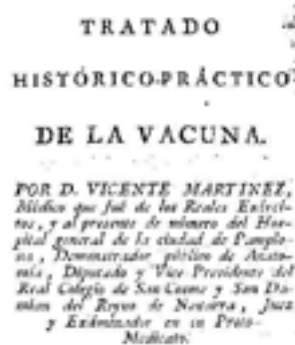 TRATADO
HISTÓRICO-PRÁCTICO
DE LA VACUNA.
POR D. VICENTE MARTINEZ,
Médico que fué de los Reales Exérci-
tos, y al presente de número del Hos-
pital general de la ciudad de Pamplo-
na, Demonstrador público de Anato-
mía, Diputado y Vice Presidente del
Real Colegio de San Cosme y San Da-
mian del Reyno de Navarra, Juez
y Exâminador en su Proto-
Medicato.